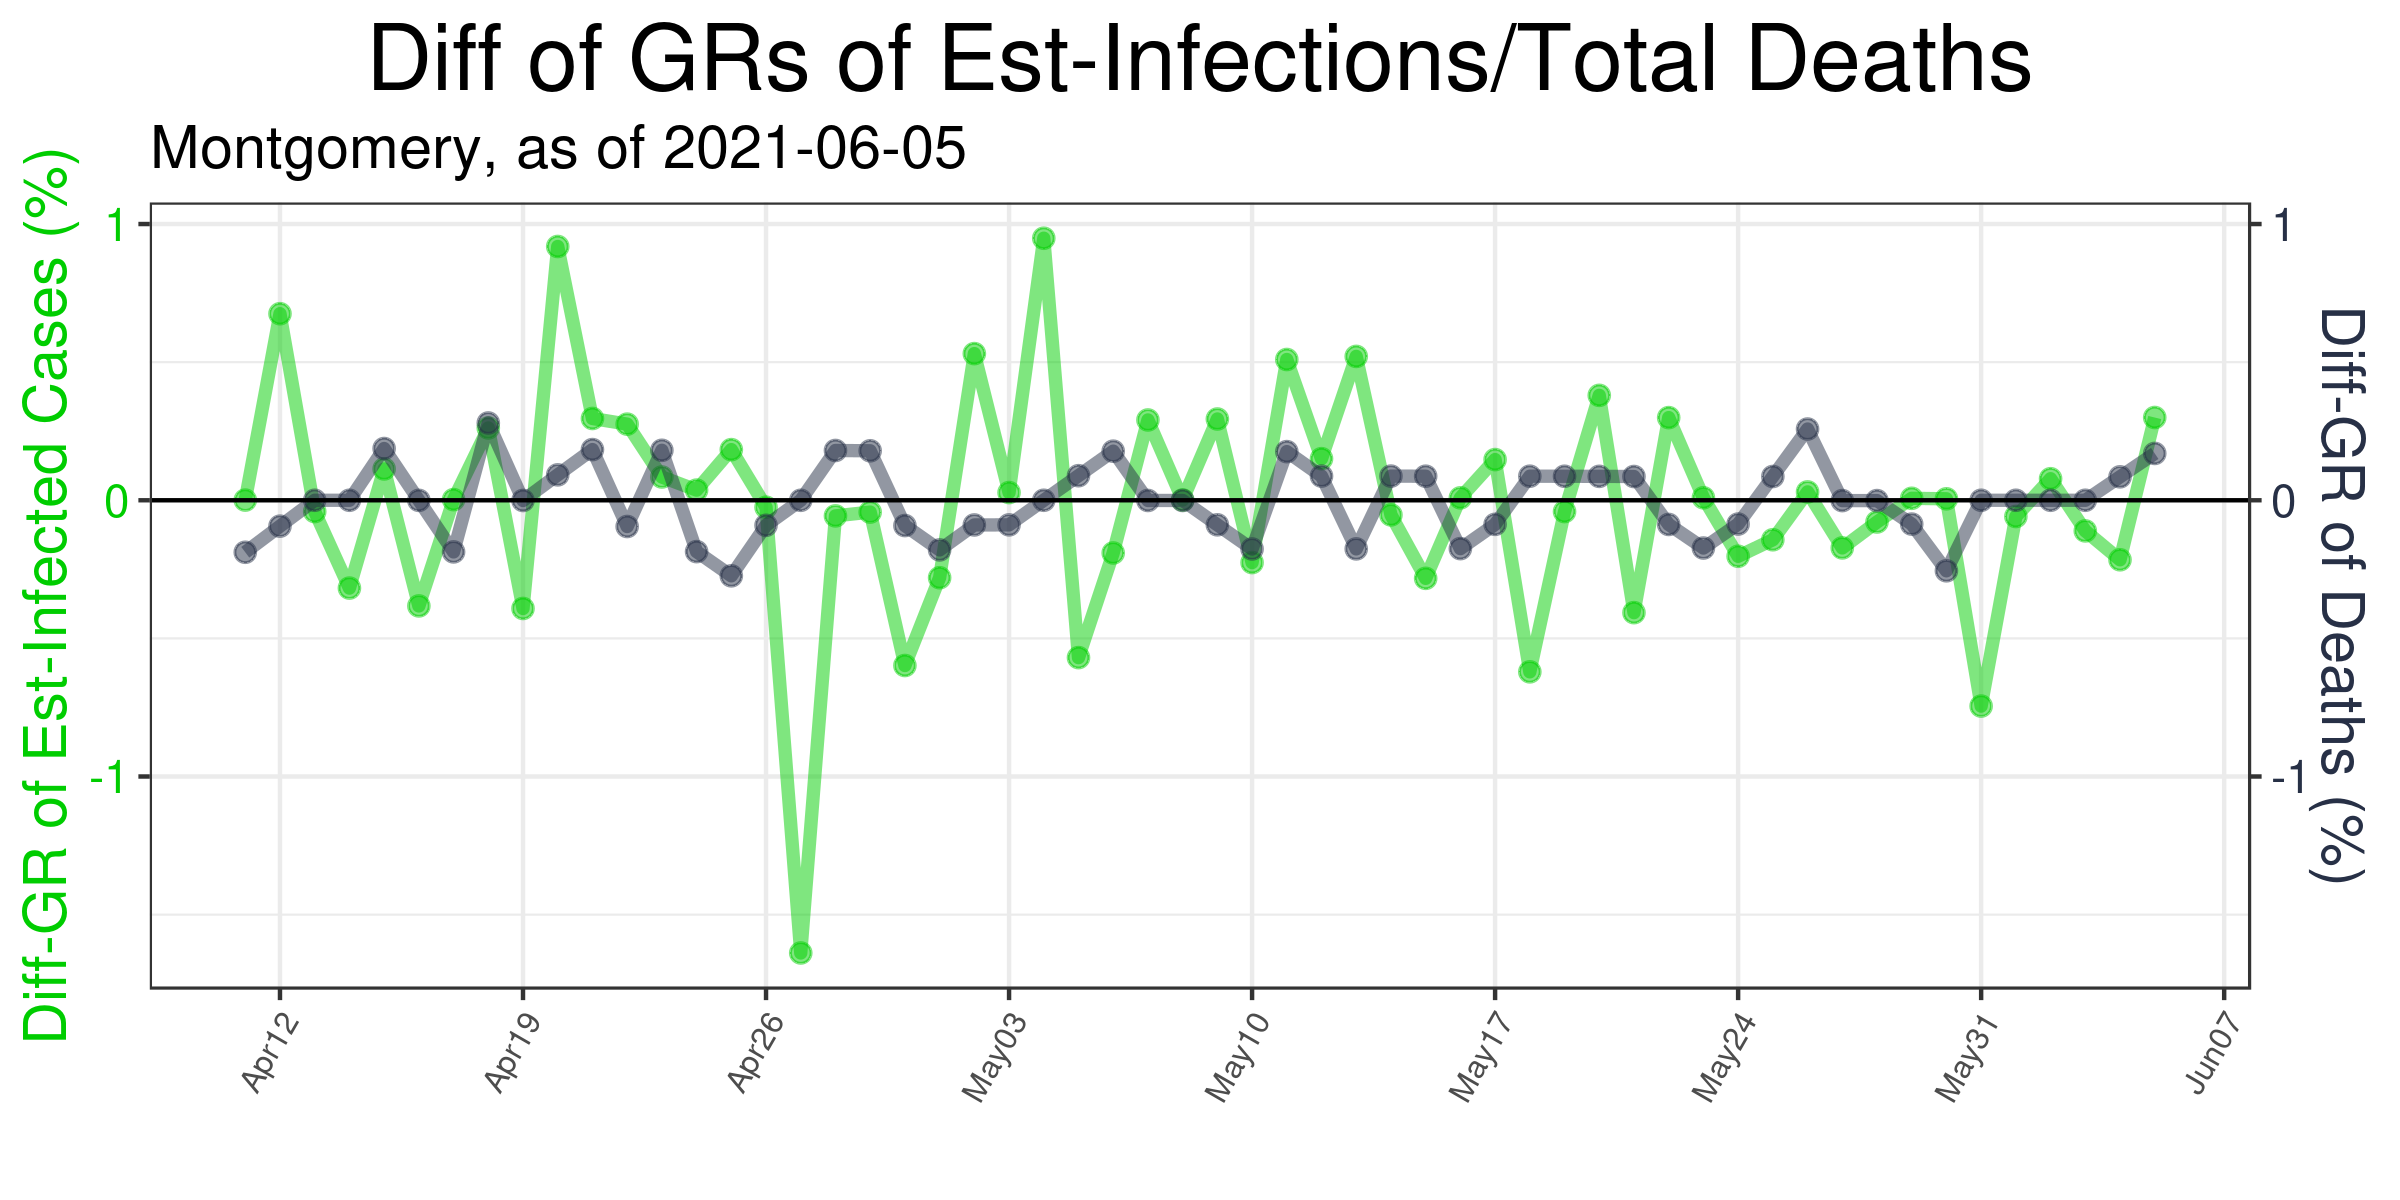 Diff of GRs of Est-Infections/Total Deaths
Montgomery, as of 2021-06-05
Diff-GR of Est-Infected Cases (%)
1
0
-1
1
0
-1
Diff-GR of Deaths (%)
Apr12
Apr19
Apr26
May03
May10
May17
May24
May31
Jun07